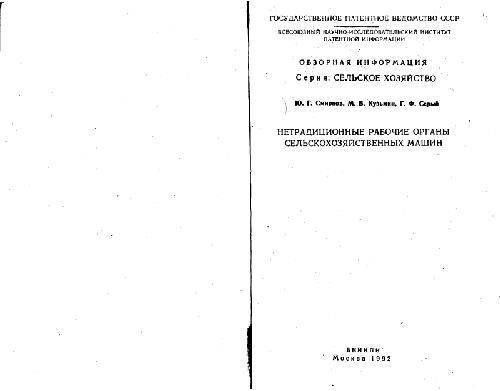 ГОСУДАРСТВЕННОЕ ПАТЕНТНОЕ ВЕДОМСТВО СССР
ВСЕСОЮЗНЫЙ НАУЧНО-ИССЛЕДОВАТЕЛЬСКИЙ ИНСТИТУТ
ПАТЕНТНОЙ ИНФОРМАЦИИ
ОБЗОРНАЯ ИНФОРМАЦИЯ
Серия: СЕЛЬСКОЕ ХОЗЯЙСТВО
Ю. Г. Смирнов, М. В. Кузьмин, Г. Ф. Серый
НЕТРАДИЦИОННЫЕ РАБОЧИЕ ОРГАНЫ
СЕЛЬСКОХОЗЯЙСТВЕННЫХ МАШИН
ВНИИПИ
Москва 1992